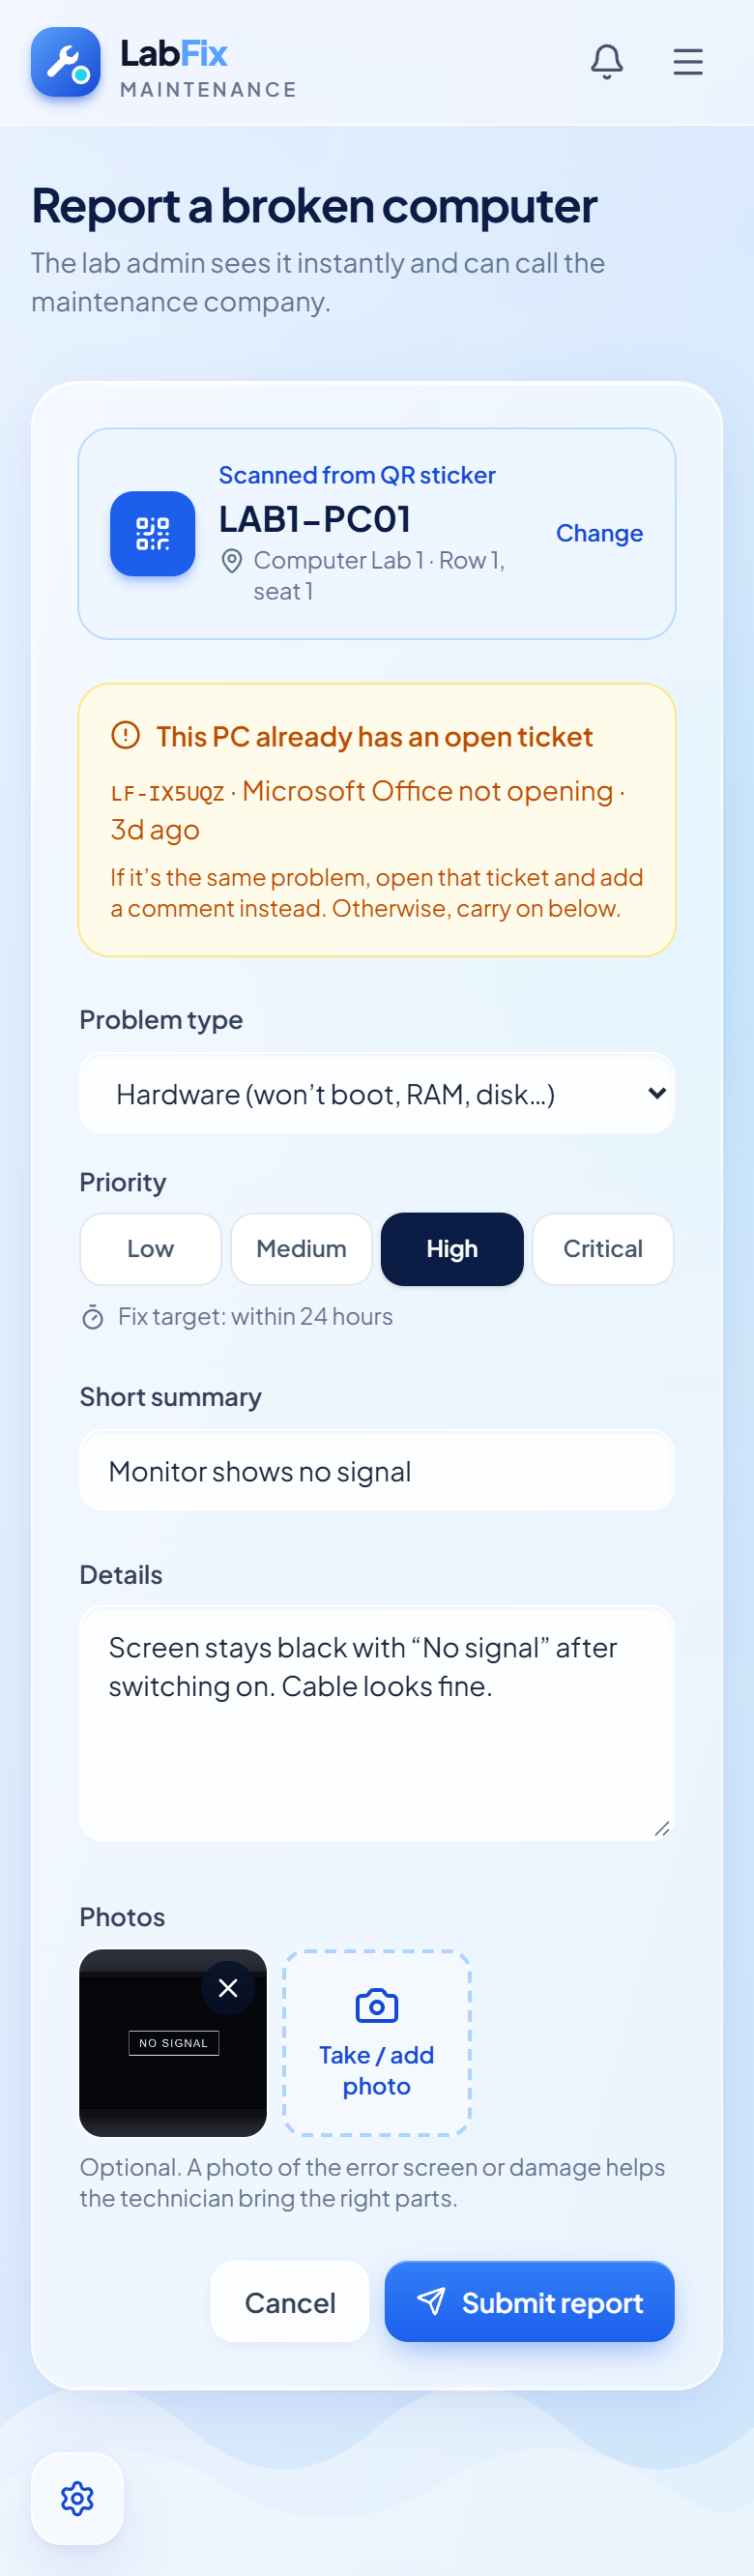 LabFix
MAINTENANCE
Report a broken computer
The lab admin sees it instantly and can call the
maintenance company.
Scanned from QR sticker
LAB1-PC01
Computer Lab 1 · Row 1,
seat 1
Change
This PC already has an open ticket
LF-IX5UQZ · Microsoft Office not opening ·
3d ago
If it’s the same problem, open that ticket and add
a comment instead. Otherwise, carry on below.
Problem type
Hardware (won’t boot, RAM, disk…)
Priority
Low
Medium
High
Critical
Fix target: within 24 hours
Short summary
Monitor shows no signal
Details
Screen stays black with “No signal” after
switching on. Cable looks fine.
Photos
NO SIGNAL
Take / add
photo
Optional. A photo of the error screen or damage helps
the technician bring the right parts.
Cancel
Submit report